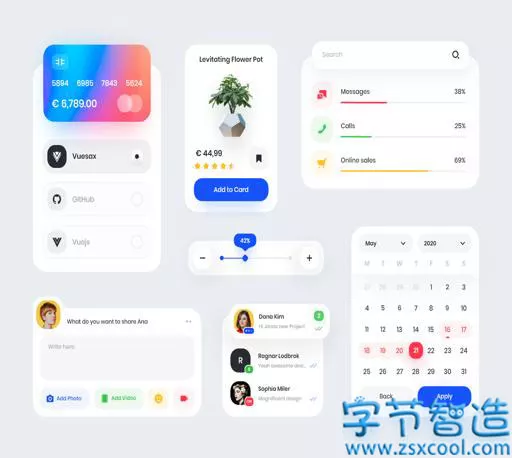 5894 6985 7843 5624
€ 6,789.00
Vuesax
GitHub
Vuejs
Levitating Flower Pot
€ 44,99
Add to Card
Search
Messages 38%
Calls 25%
Online sales 69%
42%
− +
May 2020
M T W T F S S
1 2 3
4 5 6 7 8 9 10
11 12 13 14 15 16 17
18 19 20 21 22 23 24
25 26 27 28 29 30 31
Back Apply
What do you want to share Ana
Write here
Add Photo Add Video
Dana Kim 2
Hi Jonas new Project
R Ragnar Lodbrok
Yeah awesome
Sophia Miler
Magnificent design
字节智造
www.zsxcool.com